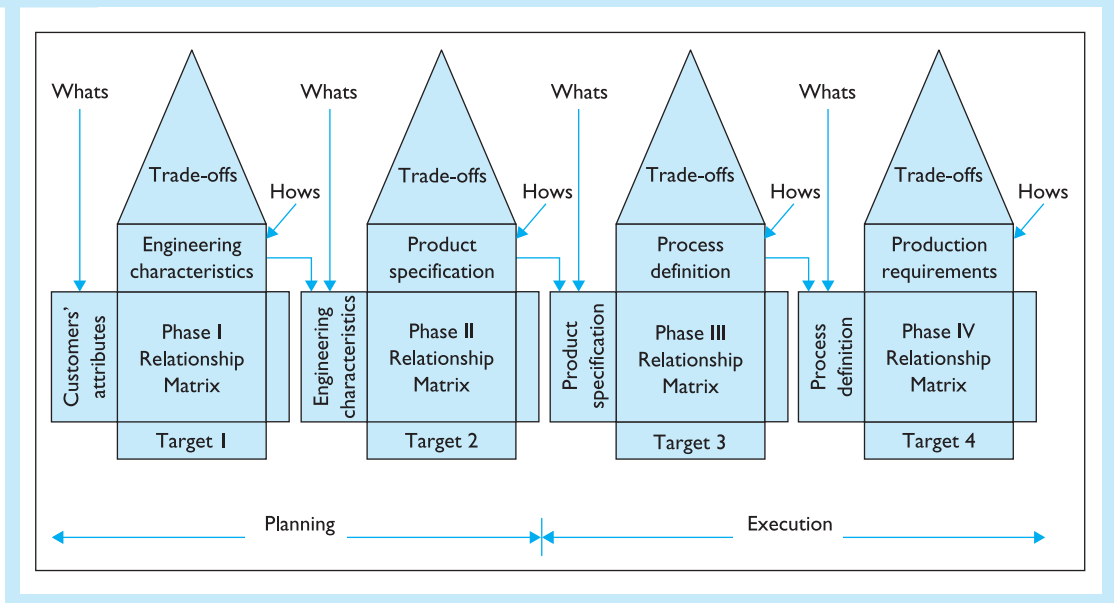 Whats
Whats
Whats
Whats
Trade-offs
Trade-offs
Trade-offs
Trade-offs
Hows
Hows
Hows
Hows
Engineering
characteristics
Product
specification
Process
definition
Production
requirements
Customers’
attributes
Phase I
Relationship
Matrix
Engineering
characteristics
Phase II
Relationship
Matrix
Product
specification
Phase III
Relationship
Matrix
Process
definition
Phase IV
Relationship
Matrix
Target 1
Target 2
Target 3
Target 4
Planning
Execution